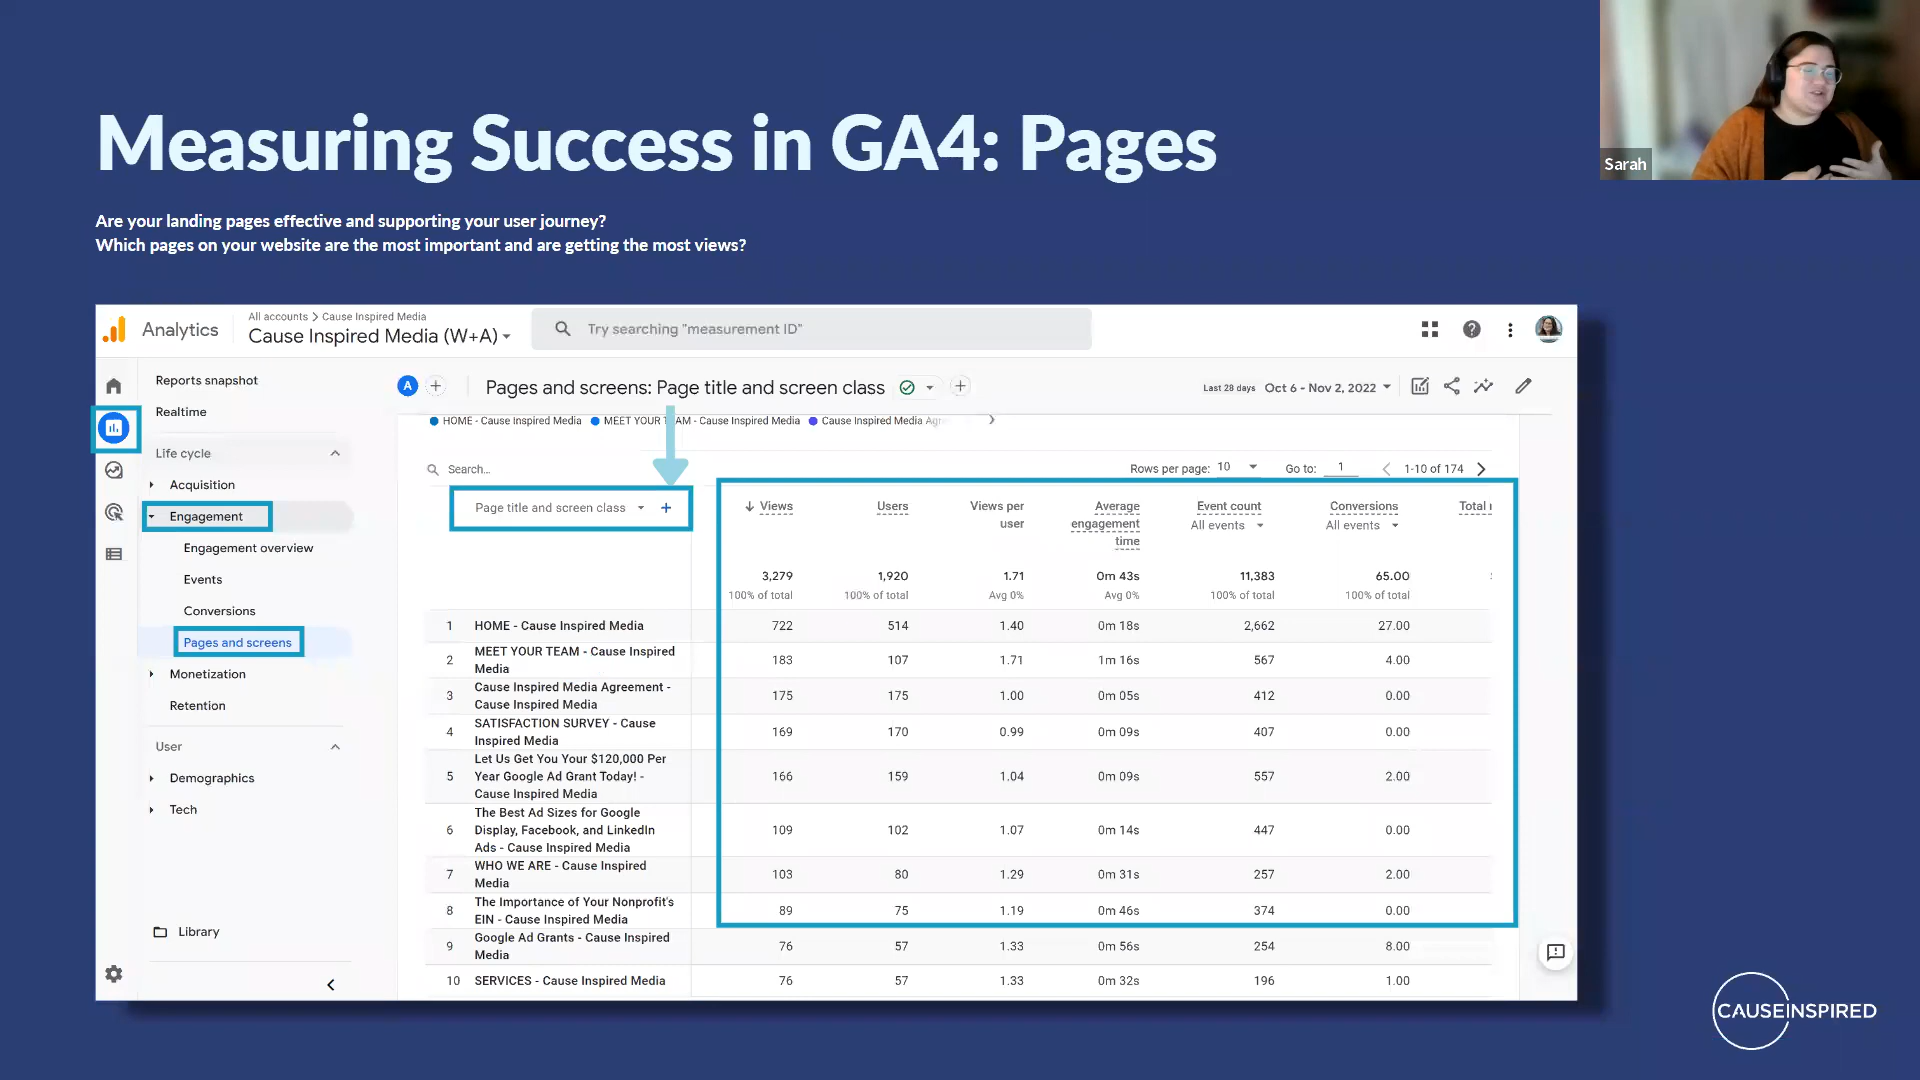 Sarah
Measuring Success in GA4: Pages
Are your landing pages effective and supporting your user journey?
Which pages on your website are the most important and are getting the most views?
Analytics
All accounts > Cause Inspired Media
Cause Inspired Media (W+A)
Try searching "measurement ID"
Reports snapshot
Realtime
Life cycle
Acquisition
Engagement
Engagement overview
Events
Conversions
Pages and screens
Monetization
Retention
User
Demographics
Tech
Library
A
Pages and screens: Page title and screen class
Last 28 days Oct 6 - Nov 2, 2022
HOME - Cause Inspired Media MEET YOUR TEAM - Cause Inspired Media Cause Inspired Media Agre
Search...
Rows per page: 10 Go to: 1 1-10 of 174
Page title and screen class
Views Users Views per user Average engagement time Event count All events Conversions All events Total
3,279 1,920 1.71 0m 43s 11,383 65.00
100% of total 100% of total Avg 0% Avg 0% 100% of total 100% of total
1 HOME - Cause Inspired Media 722 514 1.40 0m 18s 2,662 27.00
2 MEET YOUR TEAM - Cause Inspired
Media 183 107 1.71 1m 16s 567 4.00
3 Cause Inspired Media Agreement -
Cause Inspired Media 175 175 1.00 0m 05s 412 0.00
4 SATISFACTION SURVEY - Cause
Inspired Media 169 170 0.99 0m 09s 407 0.00
5 Let Us Get You Your $120,000 Per
Year Google Ad Grant Today! -
Cause Inspired Media 166 159 1.04 0m 09s 557 2.00
6 The Best Ad Sizes for Google
Display, Facebook, and LinkedIn
Ads - Cause Inspired Media 109 102 1.07 0m 14s 447 0.00
7 WHO WE ARE - Cause Inspired
Media 103 80 1.29 0m 31s 257 2.00
8 The Importance of Your Nonprofit's
EIN - Cause Inspired Media 89 75 1.19 0m 46s 374 0.00
9 Google Ad Grants - Cause Inspired
Media 76 57 1.33 0m 56s 254 8.00
10 SERVICES - Cause Inspired Media 76 57 1.33 0m 32s 196 1.00
CAUSEINSPIRED